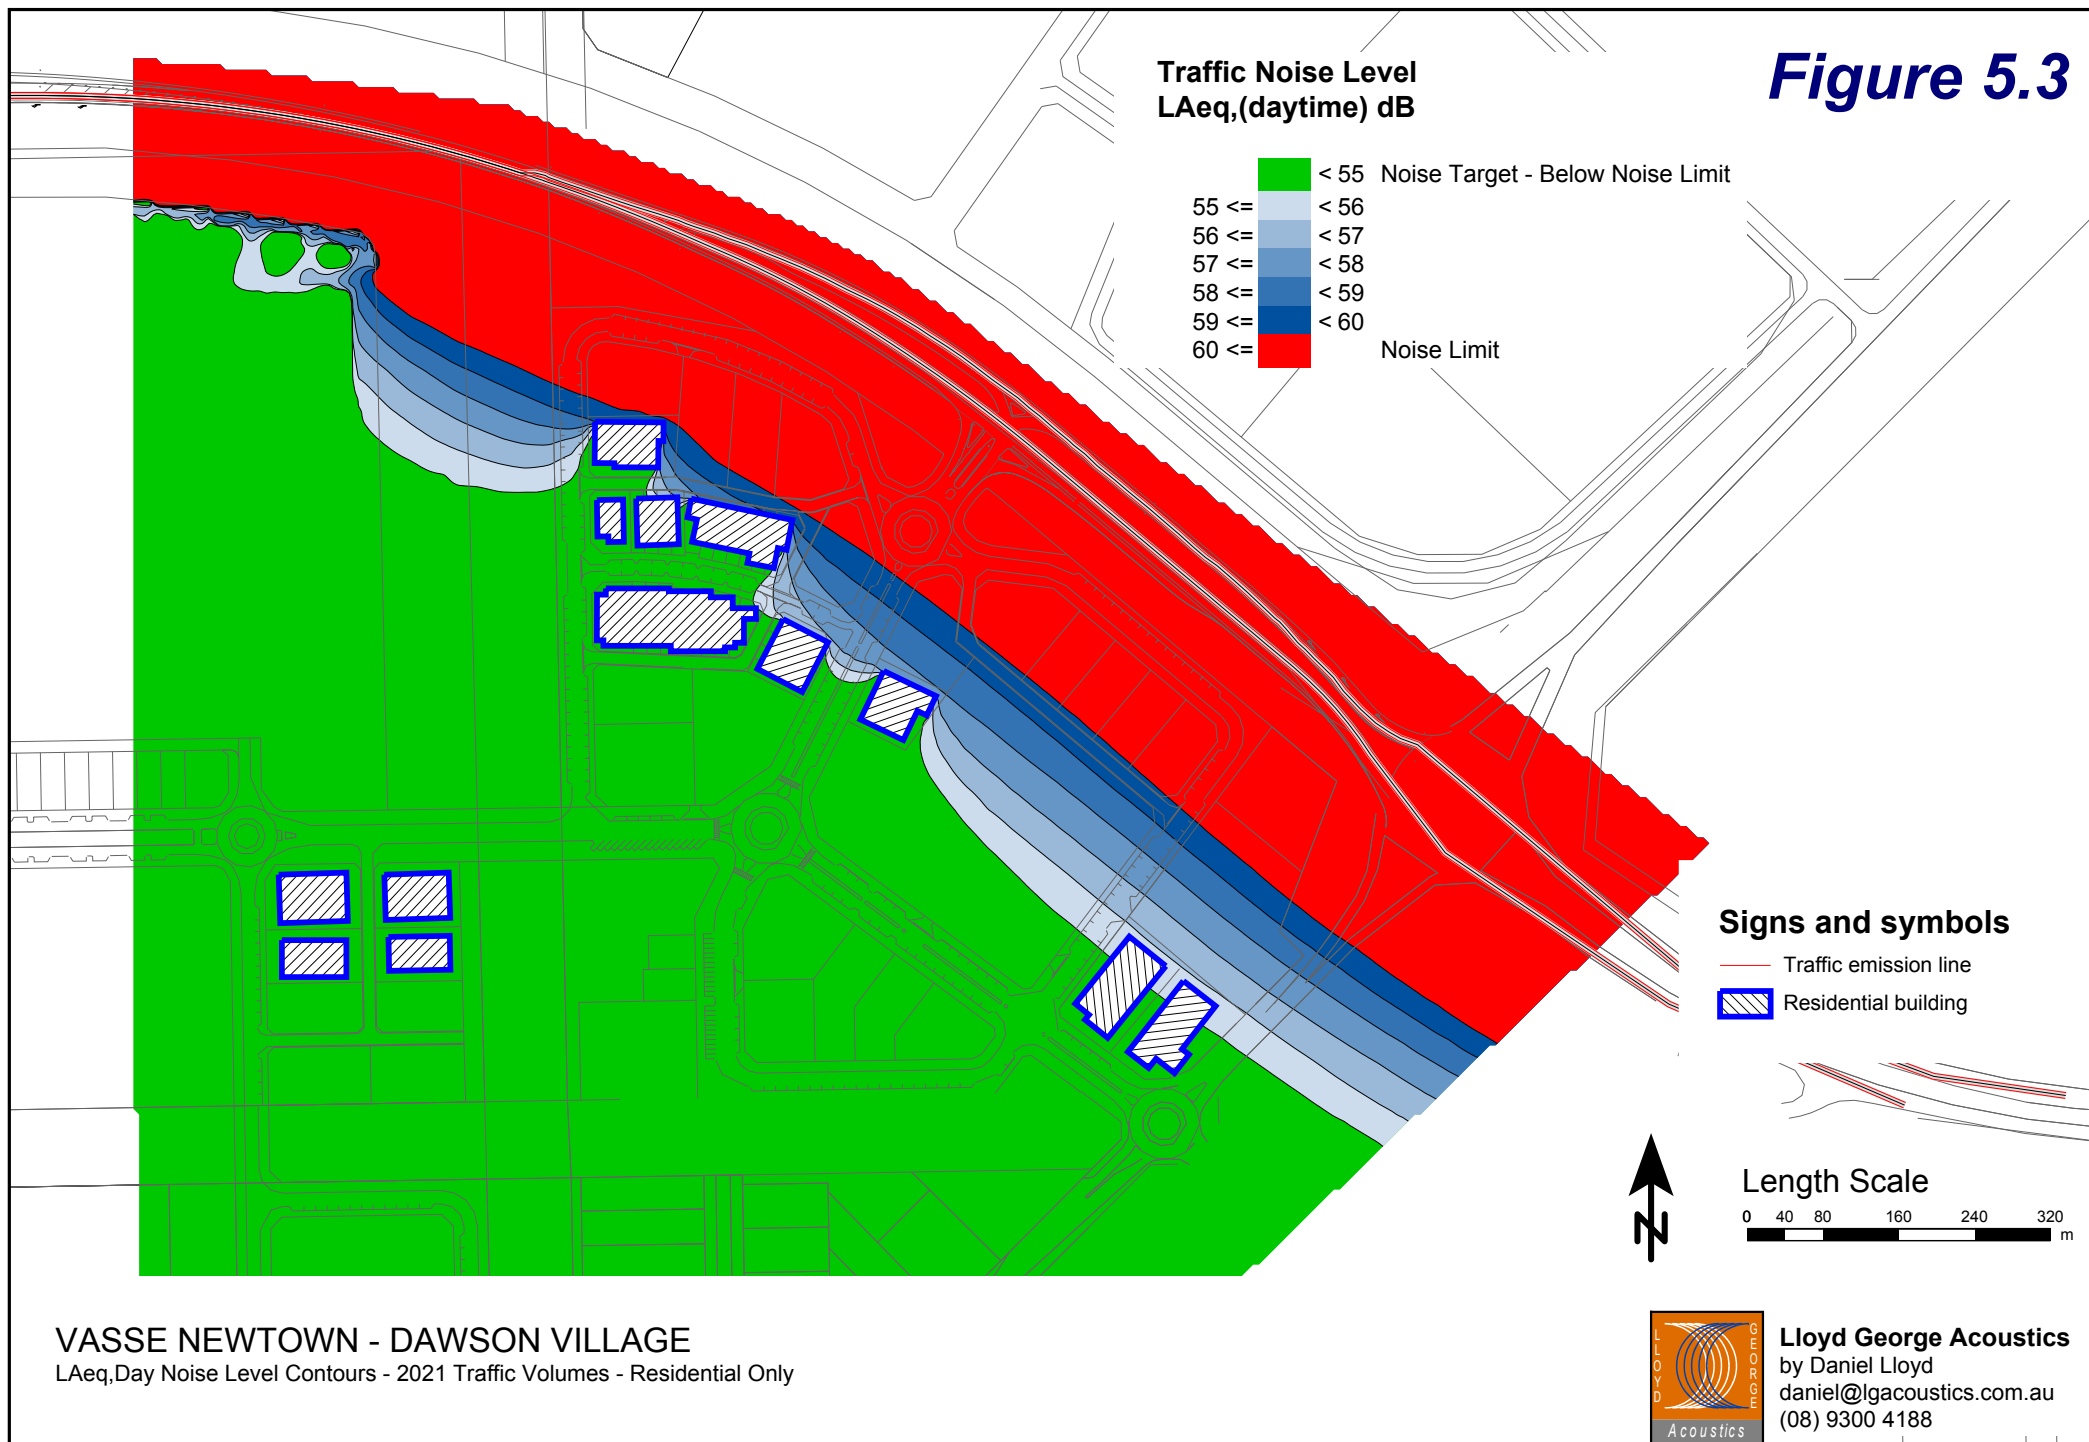 Figure 5.3
Traffic Noise Level
LAeq,(daytime) dB
< 55 Noise Target - Below Noise Limit
55 <= < 56
56 <= < 57
57 <= < 58
58 <= < 59
59 <= < 60
60 <= Noise Limit
Signs and symbols
Traffic emission line
Residential building
N
Length Scale
0 40 80 160 240 320
m
VASSE NEWTOWN - DAWSON VILLAGE
LAeq,Day Noise Level Contours - 2021 Traffic Volumes - Residential Only
LLOYD
GEORGE
Acoustics
Lloyd George Acoustics
by Daniel Lloyd
daniel@lgacoustics.com.au
(08) 9300 4188